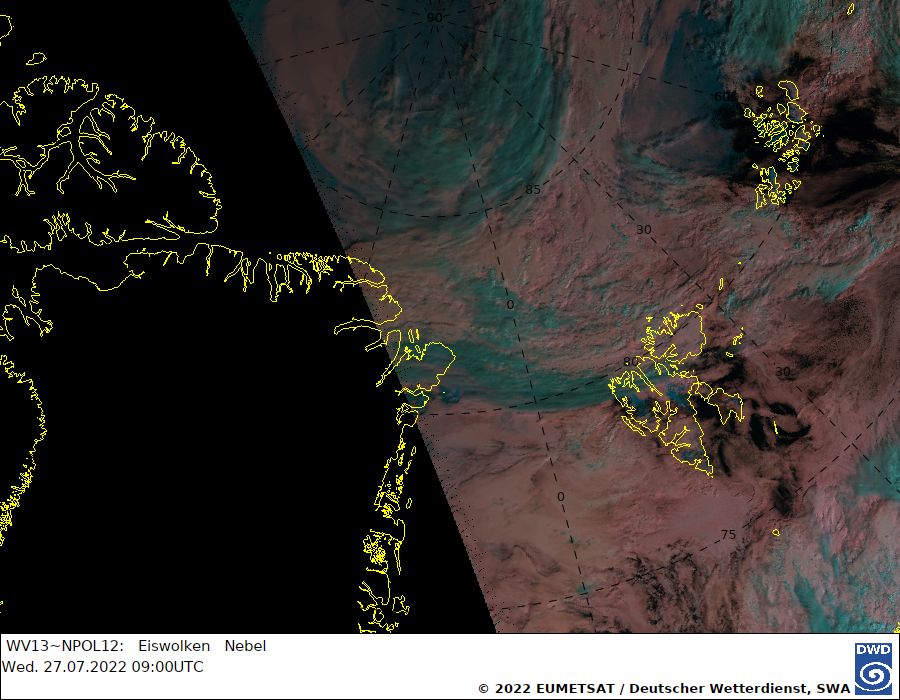 90
60
85
30
0
80
30
0
75
WV13~NPOL12: Eiswolken Nebel
Wed. 27.07.2022 09:00UTC
DWD
© 2022 EUMETSAT / Deutscher Wetterdienst, SWA